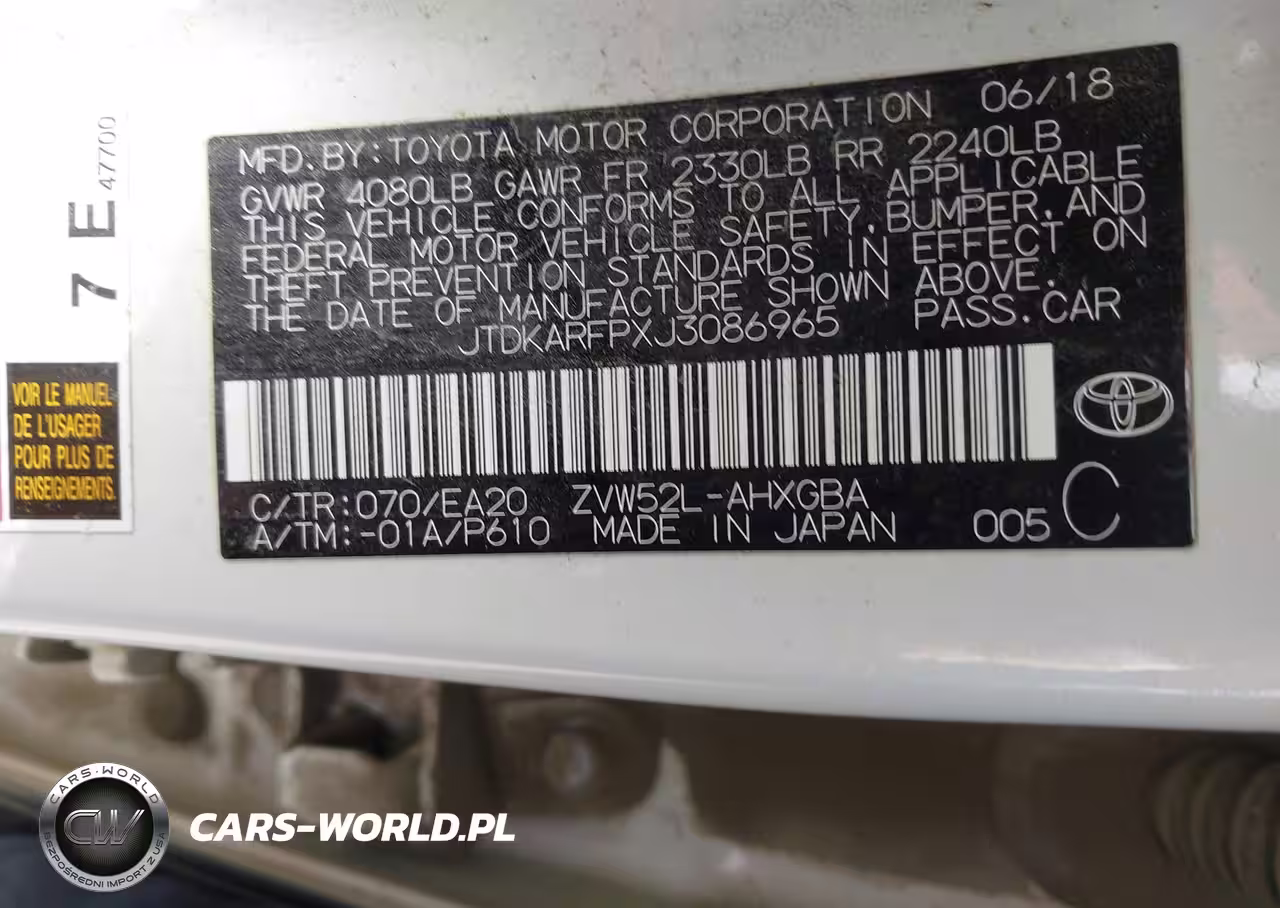 MFD.BY:TOYOTA MOTOR CORPORATION 06/18
GVWR 4080LB GAWR FR 2330LB RR 2240LB
THIS VEHICLE CONFORMS TO ALL APPLICABLE
FEDERAL MOTOR VEHICLE SAFETY,BUMPER,AND
THEFT PREVENTION STANDARDS IN EFFECT ON
THE DATE OF MANUFACTURE SHOWN ABOVE.
JTDKARFPXJ3086965 PASS.CAR
C/TR:070/EA20 ZVW52L-AHXGBA
A/TM:-01A/P610 MADE IN JAPAN 005 C
7 E 47700
VOIR LE MANUEL
DE L'USAGER
POUR PLUS DE
RENSEIGNEMENTS.
CARS-WORLD
CW
BEZPOŚREDNI IMPORT Z USA
CARS-WORLD.PL